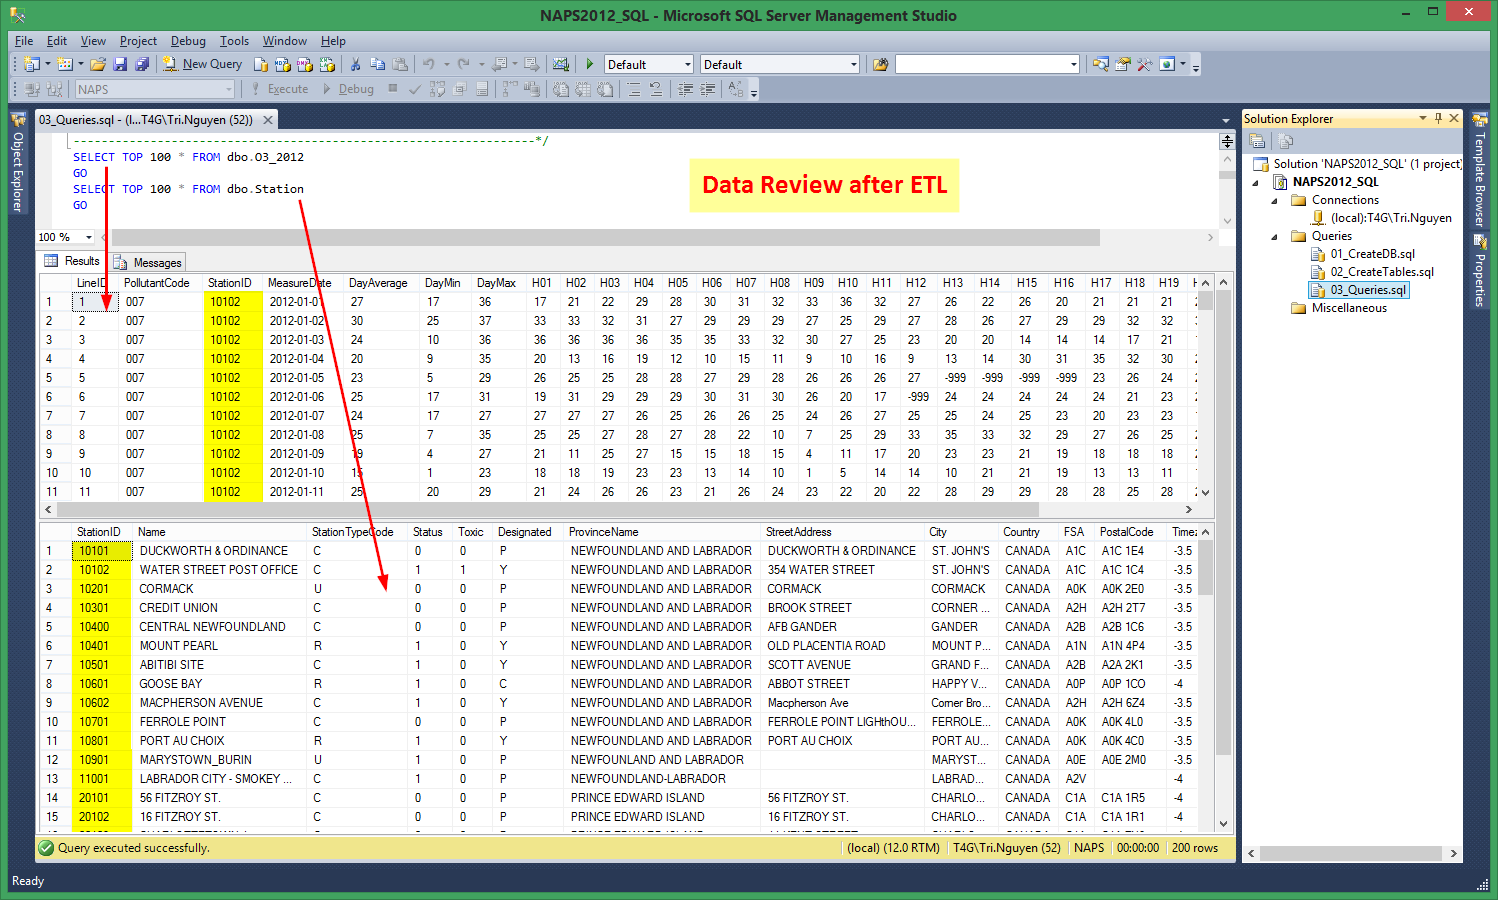 NAPS2012_SQL - Microsoft SQL Server Management Studio
File Edit View Project Debug Tools Window Help
New Query Default Default
NAPS Execute Debug
Object Explorer
03_Queries.sql - (l...T4G\Tri.Nguyen (52))
*/
SELECT TOP 100 * FROM dbo.O3_2012
GO
SELECT TOP 100 * FROM dbo.Station
GO
Data Review after ETL
100 %
Results Messages
LineID PollutantCode StationID MeasureDate DayAverage DayMin DayMax H01 H02 H03 H04 H05 H06 H07 H08 H09 H10 H11 H12 H13 H14 H15 H16 H17 H18 H19
1 1 007 10102 2012-01-01 27 17 36 17 21 22 29 28 30 31 32 33 36 32 27 26 22 26 20 21 21 21
2 2 007 10102 2012-01-02 30 25 37 33 33 32 31 27 29 29 29 27 25 29 27 28 26 27 29 29 32 32
3 3 007 10102 2012-01-03 24 10 36 36 36 36 36 35 35 33 32 30 27 25 23 20 20 14 14 14 17 21
4 4 007 10102 2012-01-04 20 9 35 20 13 16 19 12 10 15 11 9 10 16 9 13 14 30 31 35 32 30
5 5 007 10102 2012-01-05 23 5 29 26 25 25 28 28 27 29 28 26 26 26 27 -999 -999 -999 -999 23 26 24
6 6 007 10102 2012-01-06 25 17 31 19 31 29 29 29 30 31 30 26 20 17 -999 24 24 24 24 24 21 23
7 7 007 10102 2012-01-07 24 17 27 27 27 27 26 25 26 26 25 24 26 27 25 25 24 25 23 20 23 23
8 8 007 10102 2012-01-08 25 7 35 25 25 27 28 27 28 22 10 7 25 29 33 35 33 32 29 27 26 25
9 9 007 10102 2012-01-09 19 4 27 21 11 25 27 15 15 18 15 4 11 17 20 23 23 21 19 18 18 18
10 10 007 10102 2012-01-10 15 1 23 18 18 19 23 23 13 14 10 1 5 14 14 10 21 21 19 13 13 11
11 11 007 10102 2012-01-11 25 20 29 21 24 26 26 23 21 26 24 23 22 20 22 28 29 29 28 28 25 28
StationID Name StationTypeCode Status Toxic Designated ProvinceName StreetAddress City Country FSA PostalCode Timez
1 10101 DUCKWORTH & ORDINANCE C 0 0 P NEWFOUNDLAND AND LABRADOR DUCKWORTH & ORDINANCE ST. JOHN'S CANADA A1C A1C 1E4 -3.5
2 10102 WATER STREET POST OFFICE C 1 1 Y NEWFOUNDLAND AND LABRADOR 354 WATER STREET ST. JOHN'S CANADA A1C A1C 1C4 -3.5
3 10201 CORMACK U 0 0 P NEWFOUNDLAND AND LABRADOR CORMACK CORMACK CANADA A0K A0K 2E0 -3.5
4 10301 CREDIT UNION C 0 0 P NEWFOUNDLAND AND LABRADOR BROOK STREET CORNER ... CANADA A2H A2H 2T7 -3.5
5 10400 CENTRAL NEWFOUNDLAND C 0 0 P NEWFOUNDLAND AND LABRADOR AFB GANDER GANDER CANADA A2B A2B 1C6 -3.5
6 10401 MOUNT PEARL R 1 0 Y NEWFOUNDLAND AND LABRADOR OLD PLACENTIA ROAD MOUNT P... CANADA A1N A1N 4P4 -3.5
7 10501 ABITIBI SITE C 1 0 Y NEWFOUNDLAND AND LABRADOR SCOTT AVENUE GRAND F... CANADA A2B A2A 2K1 -3.5
8 10601 GOOSE BAY R 1 0 C NEWFOUNDLAND AND LABRADOR ABBOT STREET HAPPY V... CANADA A0P A0P 1CO -4
9 10602 MACPHERSON AVENUE C 1 0 Y NEWFOUNDLAND AND LABRADOR Macpherson Ave Corner Bro... CANADA A2H A2H 6Z4 -3.5
10 10701 FERROLE POINT C 0 0 P NEWFOUNDLAND AND LABRADOR FERROLE POINT LIGHthOU... FERROLE... CANADA A0K A0K 4L0 -3.5
11 10801 PORT AU CHOIX R 1 0 Y NEWFOUNDLAND AND LABRADOR PORT AU CHOIX PORT AU... CANADA A0K A0K 4C0 -3.5
12 10901 MARYSTOWN_BURIN U 1 0 P NEWFOUNLAND AND LABRADOR MARYST... CANADA A0E A0E 2M0 -3.5
13 11001 LABRADOR CITY - SMOKEY ... C 1 0 P NEWFOUNDLAND-LABRADOR LABRAD... CANADA A2V -4
14 20101 56 FITZROY ST. C 0 0 P PRINCE EDWARD ISLAND 56 FITZROY ST. CHARLO... CANADA C1A C1A 1R5 -4
15 20102 16 FITZROY ST. C 0 0 P PRINCE EDWARD ISLAND 16 FITZROY ST. CHARLO... CANADA C1A C1A 1R1 -4
Query executed successfully. (local) (12.0 RTM) T4G\Tri.Nguyen (52) NAPS 00:00:00 200 rows
Solution Explorer
Solution 'NAPS2012_SQL' (1 project)
NAPS2012_SQL
Connections
(local):T4G\Tri.Nguyen
Queries
01_CreateDB.sql
02_CreateTables.sql
03_Queries.sql
Miscellaneous
Template Browser
Properties
Ready